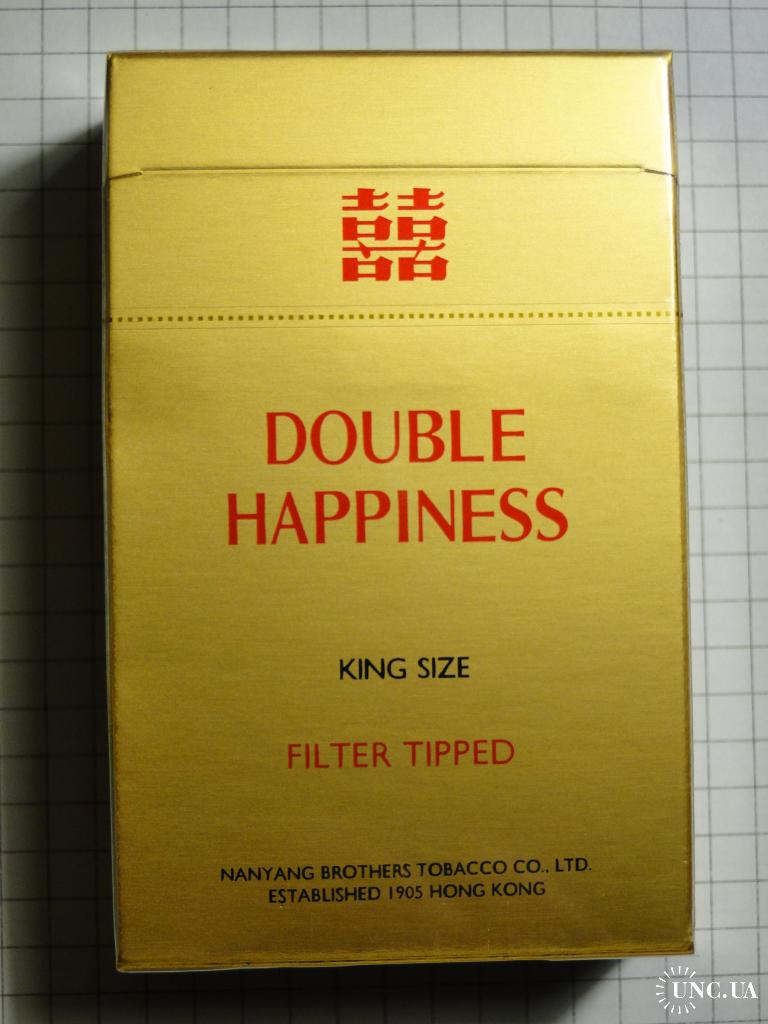 囍
DOUBLE
HAPPINESS
KING SIZE
FILTER TIPPED
NANYANG BROTHERS TOBACCO CO., LTD.
ESTABLISHED 1905 HONG KONG
UNC.UA